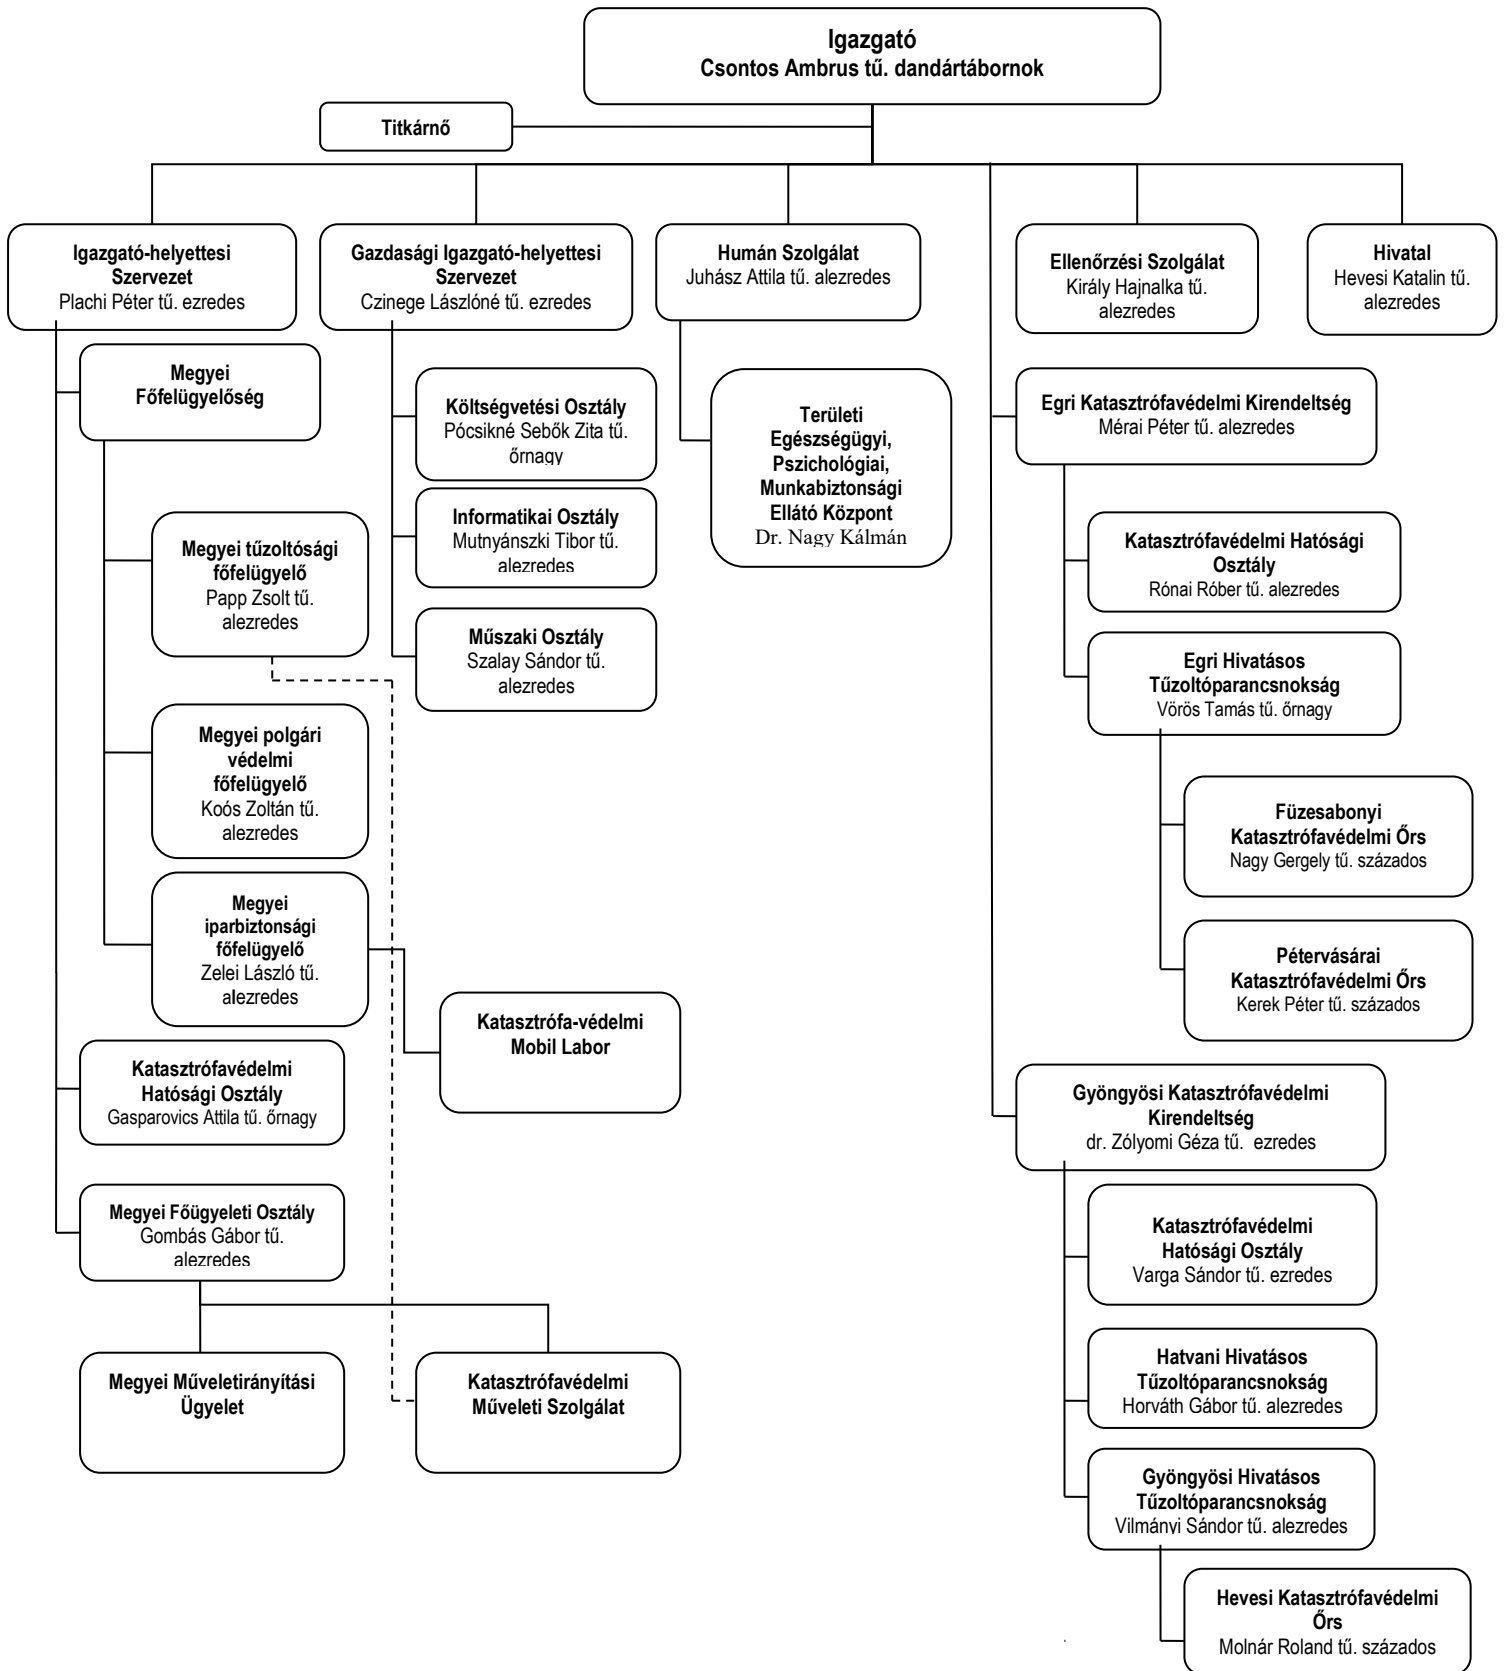 Igazgató
Csontos Ambrus tű. dandártábornok
Titkárnő
Igazgató-helyettesi
Szervezet
Plachi Péter tű. ezredes
Gazdasági Igazgató-helyettesi
Szervezet
Czinege Lászlóné tű. ezredes
Humán Szolgálat
Juhász Attila tű. alezredes
Ellenőrzési Szolgálat
Király Hajnalka tű.
alezredes
Hivatal
Hevesi Katalin tű.
alezredes
Megyei
Főfelügyelőség
Megyei tűzoltósági
főfelügyelő
Papp Zsolt tű.
alezredes
Megyei polgári
védelmi
főfelügyelő
Koós Zoltán tű.
alezredes
Megyei
iparbiztonsági
főfelügyelő
Zelei László tű.
alezredes
Katasztrófa-védelmi
Mobil Labor
Katasztrófavédelmi
Hatósági Osztály
Gasparovics Attila tű. őrnagy
Megyei Főügyeleti Osztály
Gombás Gábor tű.
alezredes
Megyei Műveletirányítási
Ügyelet
Katasztrófavédelmi
Műveleti Szolgálat
Költségvetési Osztály
Pócsikné Sebők Zita tű.
őrnagy
Informatikai Osztály
Mutnyánszki Tibor tű.
alezredes
Műszaki Osztály
Szalay Sándor tű.
alezredes
Területi
Egészségügyi,
Pszichológiai,
Munkabiztonsági
Ellátó Központ
Dr. Nagy Kálmán
Egri Katasztrófavédelmi Kirendeltség
Mérai Péter tű. alezredes
Katasztrófavédelmi Hatósági
Osztály
Rónai Róber tű. alezredes
Egri Hivatásos
Tűzoltóparancsnokság
Vörös Tamás tű. őrnagy
Füzesabonyi
Katasztrófavédelmi Őrs
Nagy Gergely tű. százados
Pétervásárai
Katasztrófavédelmi Őrs
Kerek Péter tű. százados
Gyöngyösi Katasztrófavédelmi
Kirendeltség
dr. Zólyomi Géza tű. ezredes
Katasztrófavédelmi
Hatósági Osztály
Varga Sándor tű. ezredes
Hatvani Hivatásos
Tűzoltóparancsnokság
Horváth Gábor tű. alezredes
Gyöngyösi Hivatásos
Tűzoltóparancsnokság
Vilmányi Sándor tű. alezredes
Hevesi Katasztrófavédelmi
Őrs
Molnár Roland tű. százados